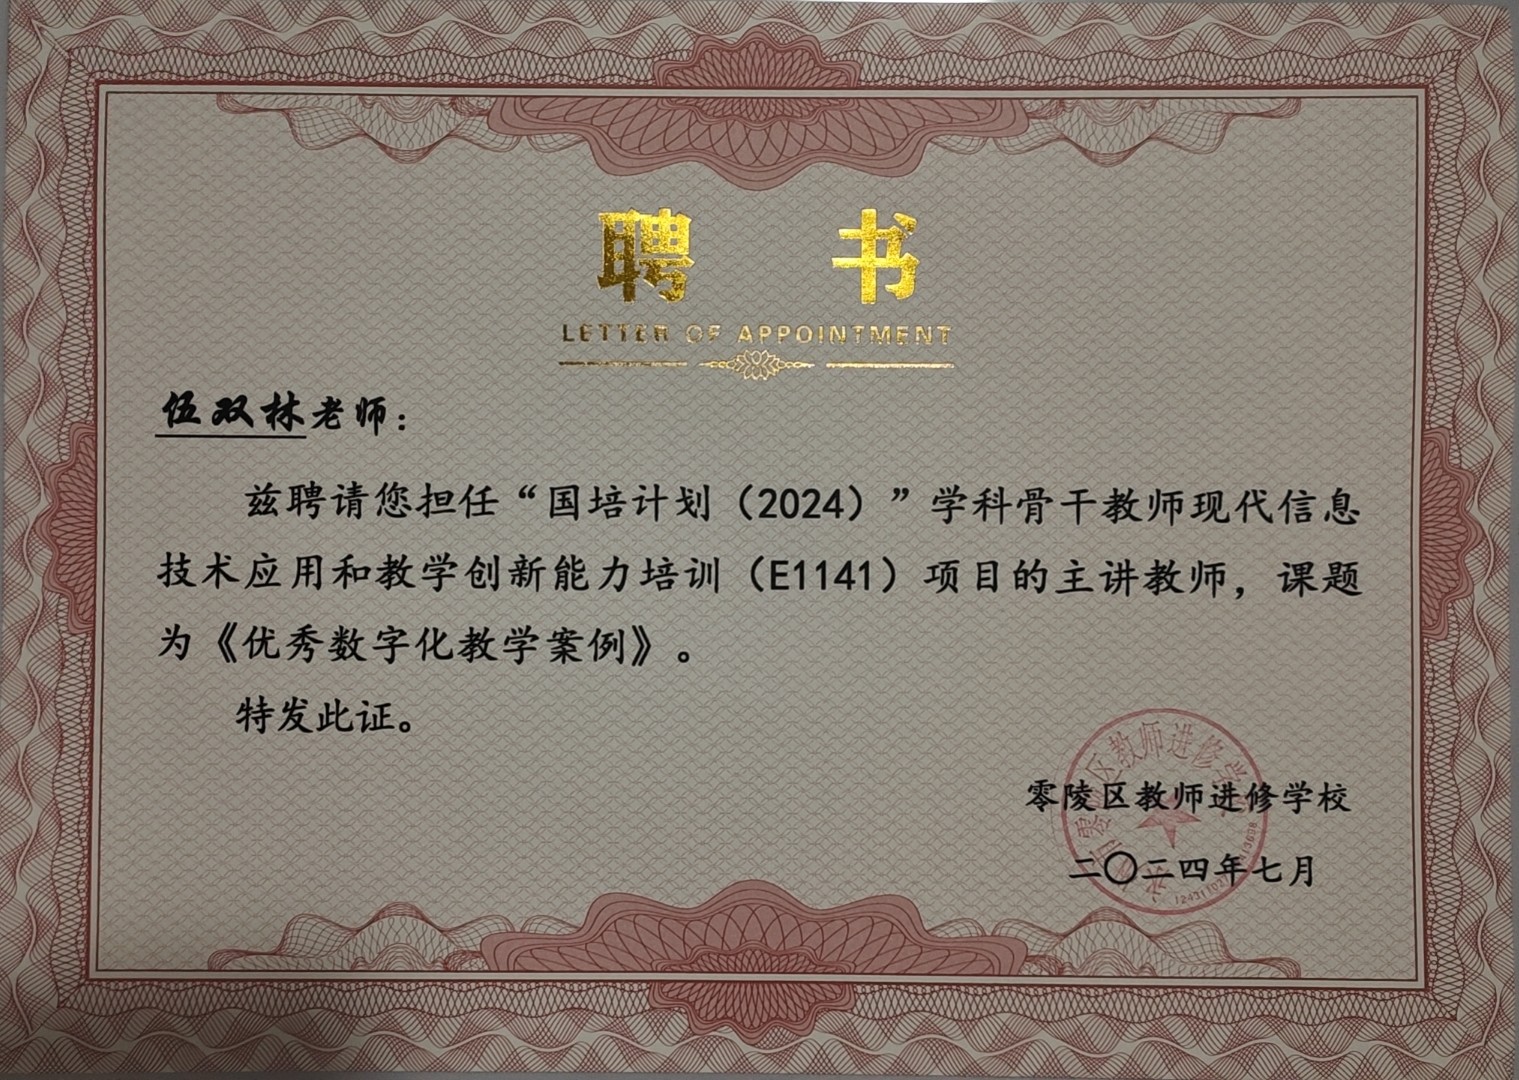 聘书
LETTER OF APPOINTMENT
伍双林老师：
兹聘请您担任“国培计划（2024）”学科骨干教师现代信息
技术应用和教学创新能力培训（E1141）项目的主讲教师，课题
为《优秀数字化教学案例》。
特发此证。
零陵区教师进修学校
二〇二四年七月